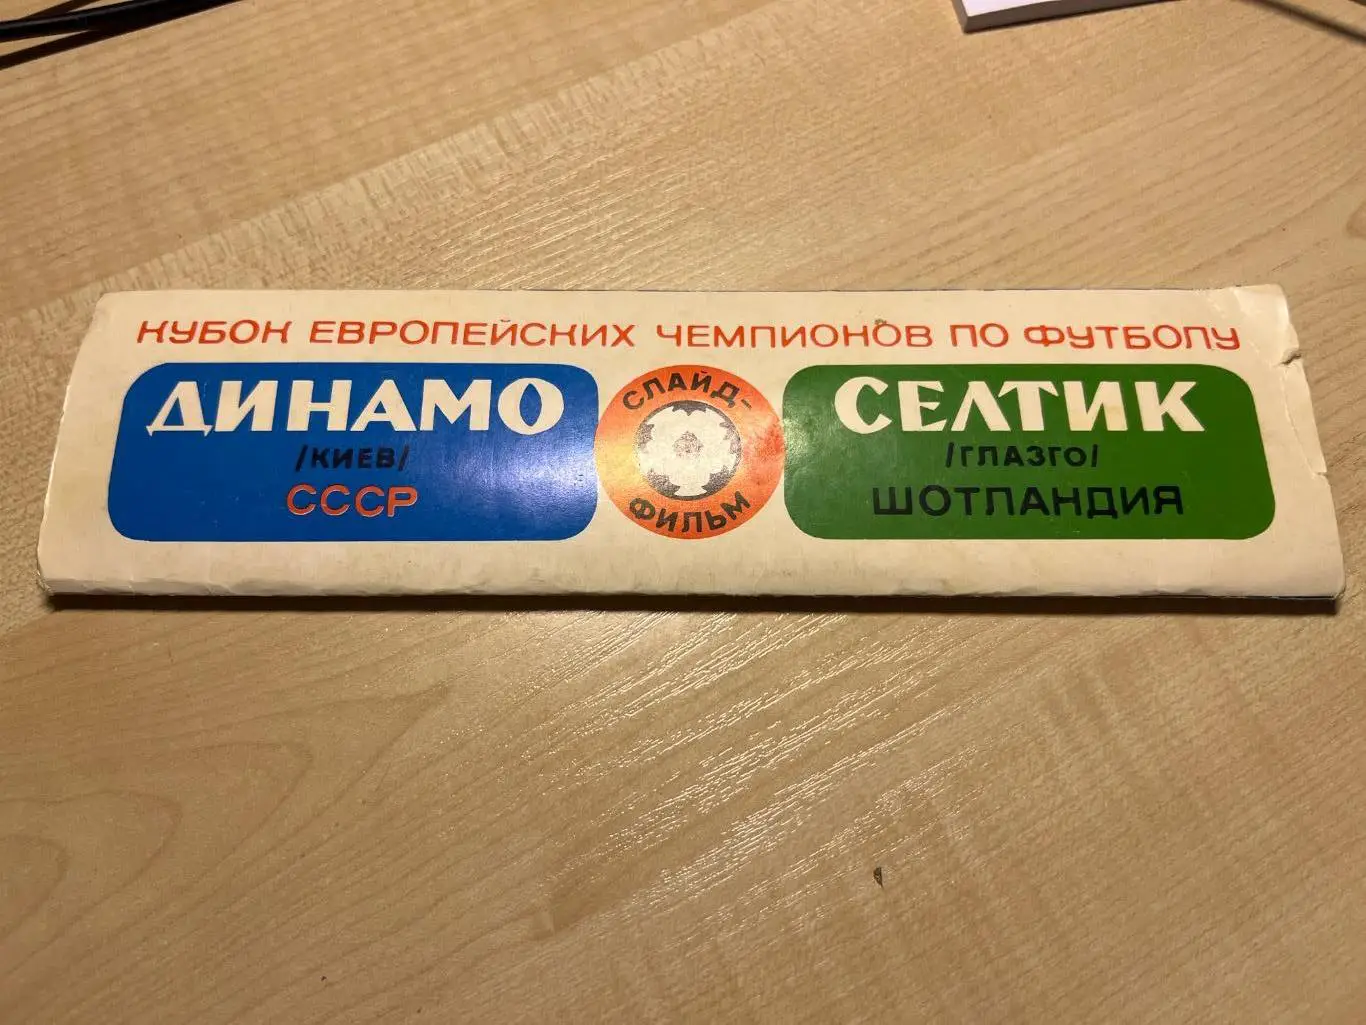 КУБОК ЕВРОПЕЙСКИХ ЧЕМПИОНОВ ПО ФУТБОЛУ
ДИНАМО
/КИЕВ/
СССР
СЛАЙД-
ФИЛЬМ
СЕЛТИК
/ГЛАЗГО/
ШОТЛАНДИЯ